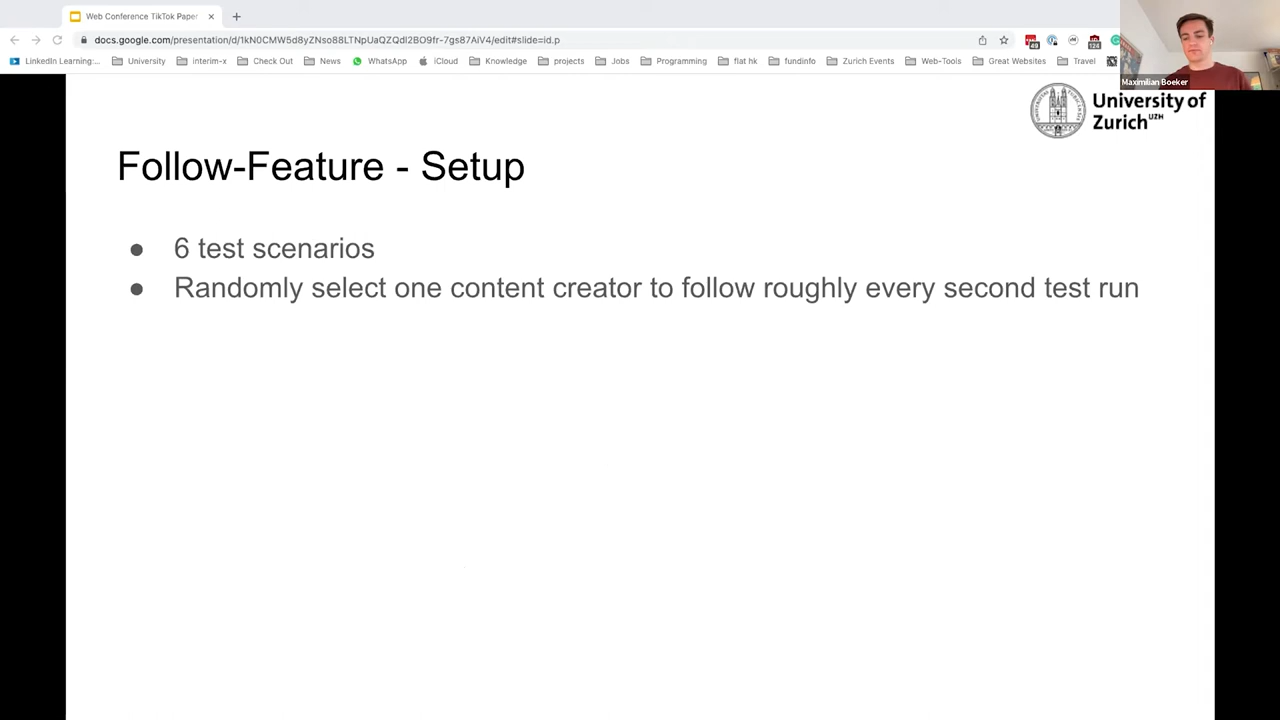 Web Conference TikTok Paper
docs.google.com/presentation/d/1kN0CMW5d8yZNso88LTNpUaQZQdl2BO9fr-7gs87AiV4/edit#slide=id.p
LinkedIn Learning:... University interim-x Check Out News WhatsApp iCloud Knowledge projects Jobs Programming flat hk fundinfo Zurich Events Web-Tools Great Websites Travel
Maximilian Boeker
University of
Zurich UZH
Follow-Feature - Setup
● 6 test scenarios
● Randomly select one content creator to follow roughly every second test run